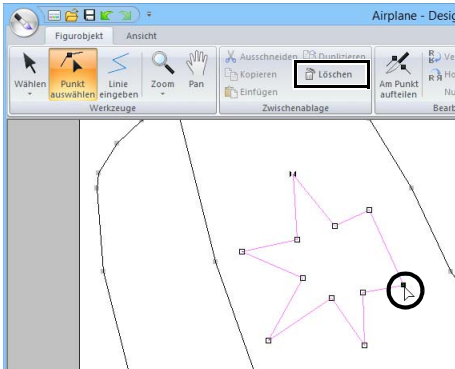 Airplane - Desig
Figurobjekt Ansicht
Ausschneiden Duplizieren
Kopieren Löschen
Einfügen
Wählen Punkt auswählen Linie eingeben Zoom Pan Am Punkt aufteilen
Werkzeuge Zwischenablage Bearb